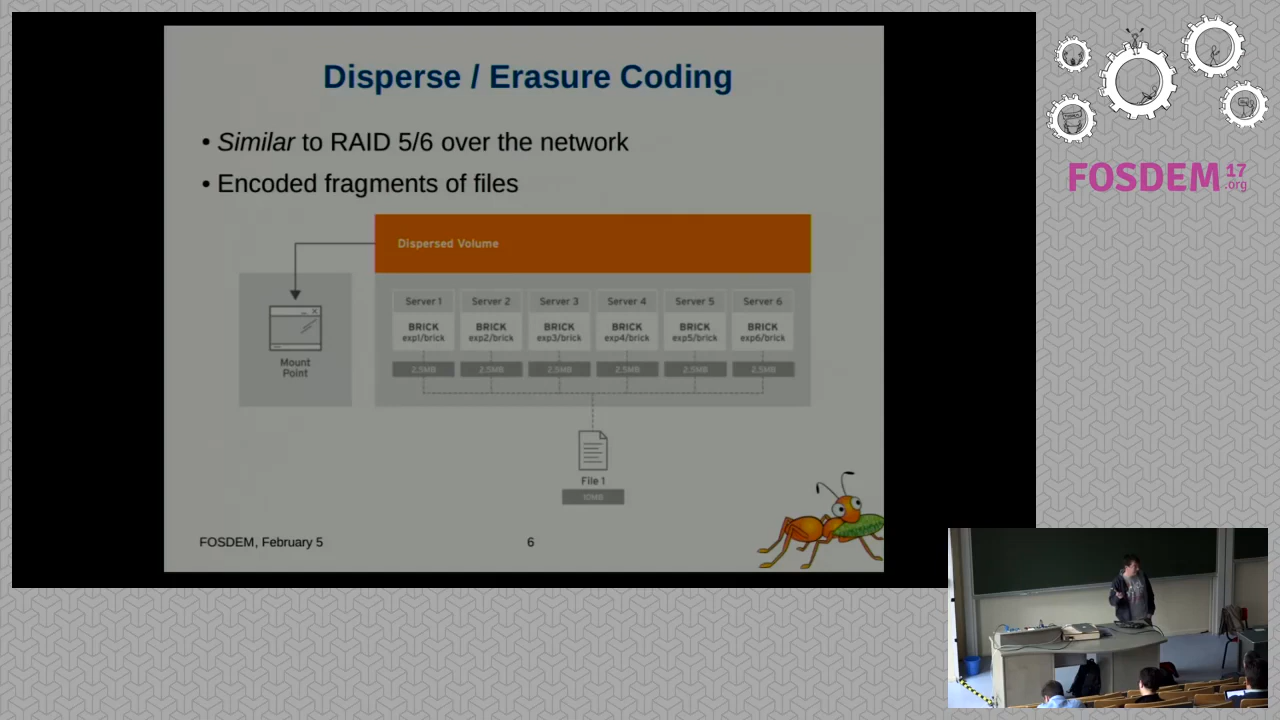 Disperse / Erasure Coding
• Similar to RAID 5/6 over the network
• Encoded fragments of files
Dispersed Volume
Server 1 Server 2 Server 3 Server 4 Server 5 Server 6
BRICK BRICK BRICK BRICK BRICK BRICK
exp1/brick exp2/brick exp3/brick exp4/brick exp5/brick exp6/brick
2.5MB 2.5MB 2.5MB 2.5MB 2.5MB 2.5MB
Mount
Point
File 1
10MB
FOSDEM, February 5
6
FOSDEM 17
.org